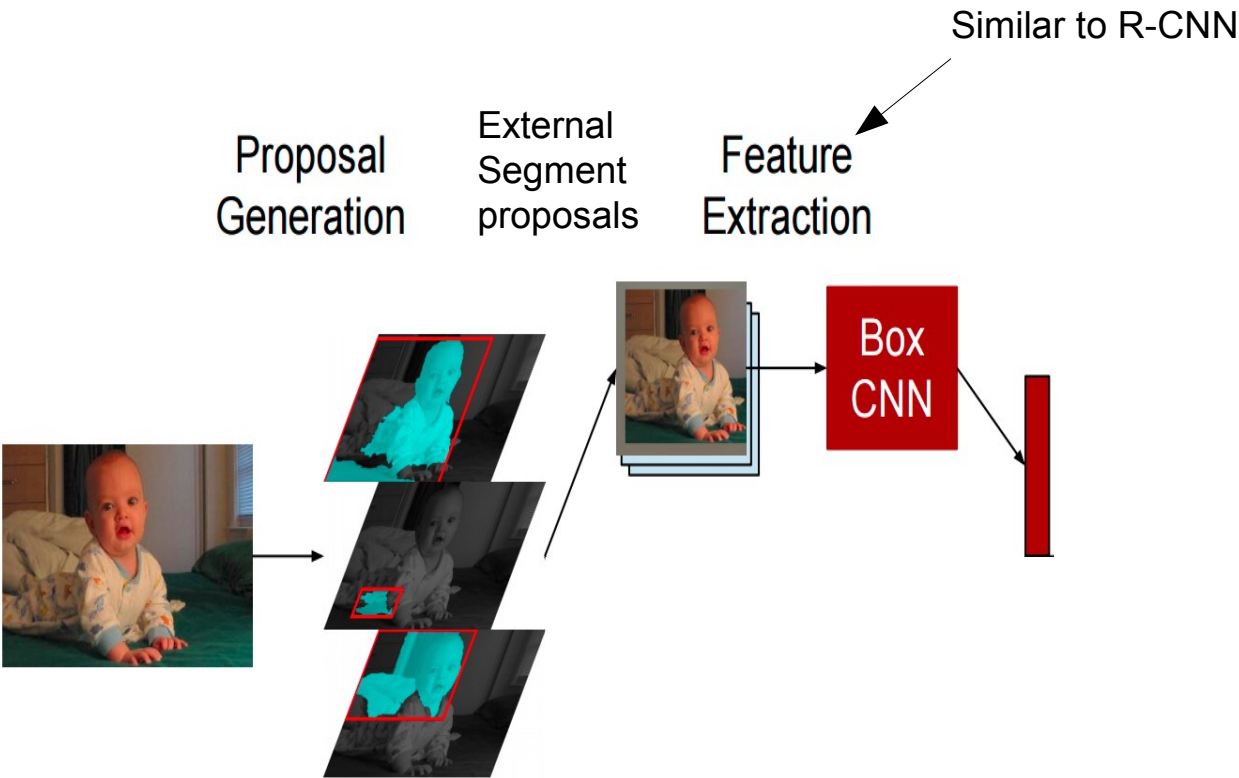 Similar to R-CNN
Proposal
Generation
External
Segment
proposals
Feature
Extraction
Box
CNN